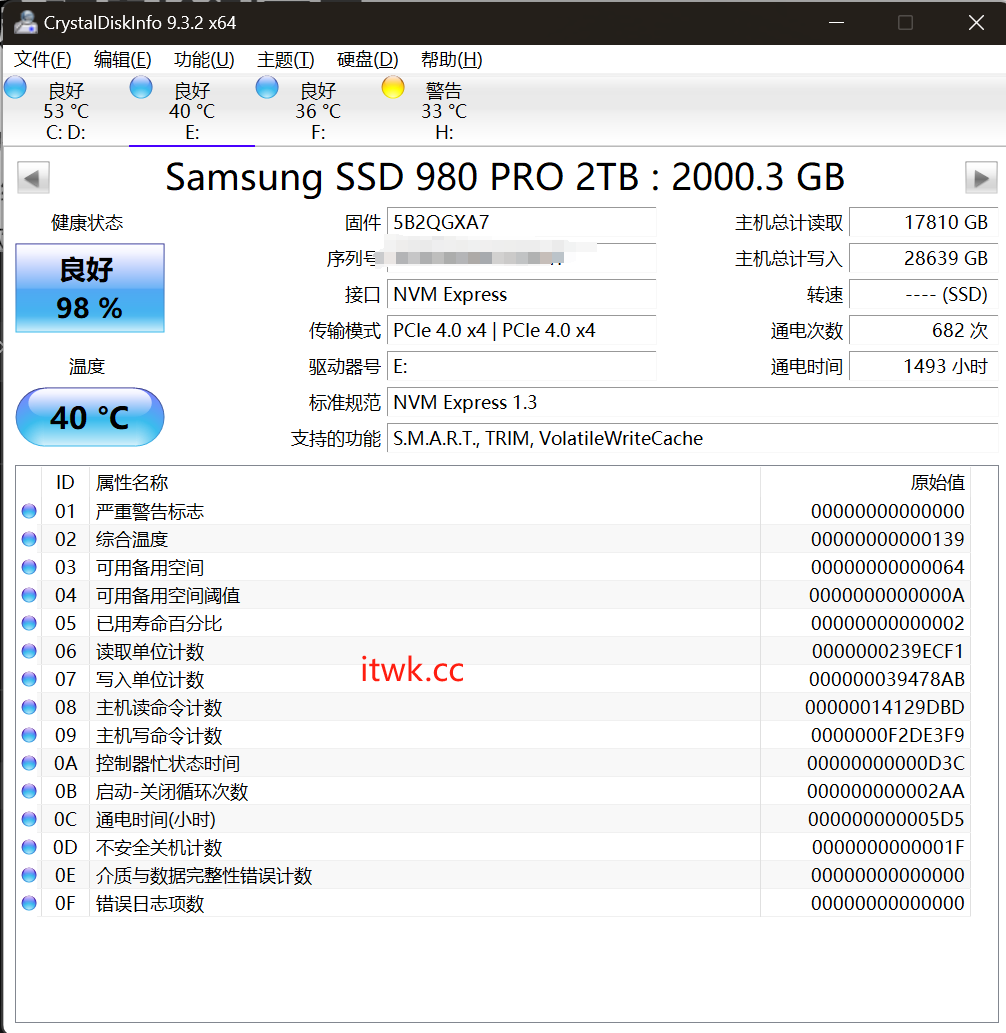 CrystalDiskInfo 9.3.2 x64
文件(F) 编辑(E) 功能(U) 主题(T) 硬盘(D) 帮助(H)
良好 良好 良好 警告
53 °C 40 °C 36 °C 33 °C
C: D: E: F: H:
Samsung SSD 980 PRO 2TB : 2000.3 GB
健康状态 固件 5B2QGXA7 主机总计读取 17810 GB
良好 序列号 主机总计写入 28639 GB
98 % 接口 NVM Express 转速 ---- (SSD)
传输模式 PCIe 4.0 x4 | PCIe 4.0 x4 通电次数 682 次
温度 驱动器号 E: 通电时间 1493 小时
40 °C 标准规范 NVM Express 1.3
支持的功能 S.M.A.R.T., TRIM, VolatileWriteCache
ID 属性名称 原始值
01 严重警告标志 00000000000000
02 综合温度 00000000000139
03 可用备用空间 00000000000064
04 可用备用空间阈值 0000000000000A
05 已用寿命百分比 00000000000002
06 读取单位计数 0000000239ECF1
07 写入单位计数 000000039478AB
08 主机读命令计数 00000014129DBD
09 主机写命令计数 0000000F2DE3F9
0A 控制器忙状态时间 00000000000D3C
0B 启动-关闭循环次数 000000000002AA
0C 通电时间(小时) 000000000005D5
0D 不安全关机计数 0000000000001F
0E 介质与数据完整性错误计数 00000000000000
0F 错误日志项数 00000000000000
itwk.cc